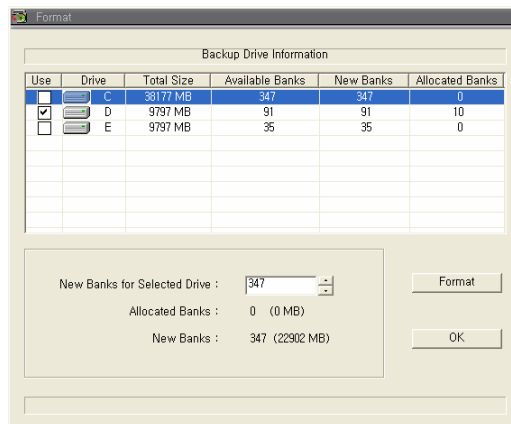 Format
Backup Drive Information
Use Drive Total Size Available Banks New Banks Allocated Banks
C 38177 MB 347 347 0
D 9797 MB 91 91 10
E 9797 MB 35 35 0
New Banks for Selected Drive : 347 Format
Allocated Banks : 0 (0 MB)
New Banks : 347 (22902 MB) OK